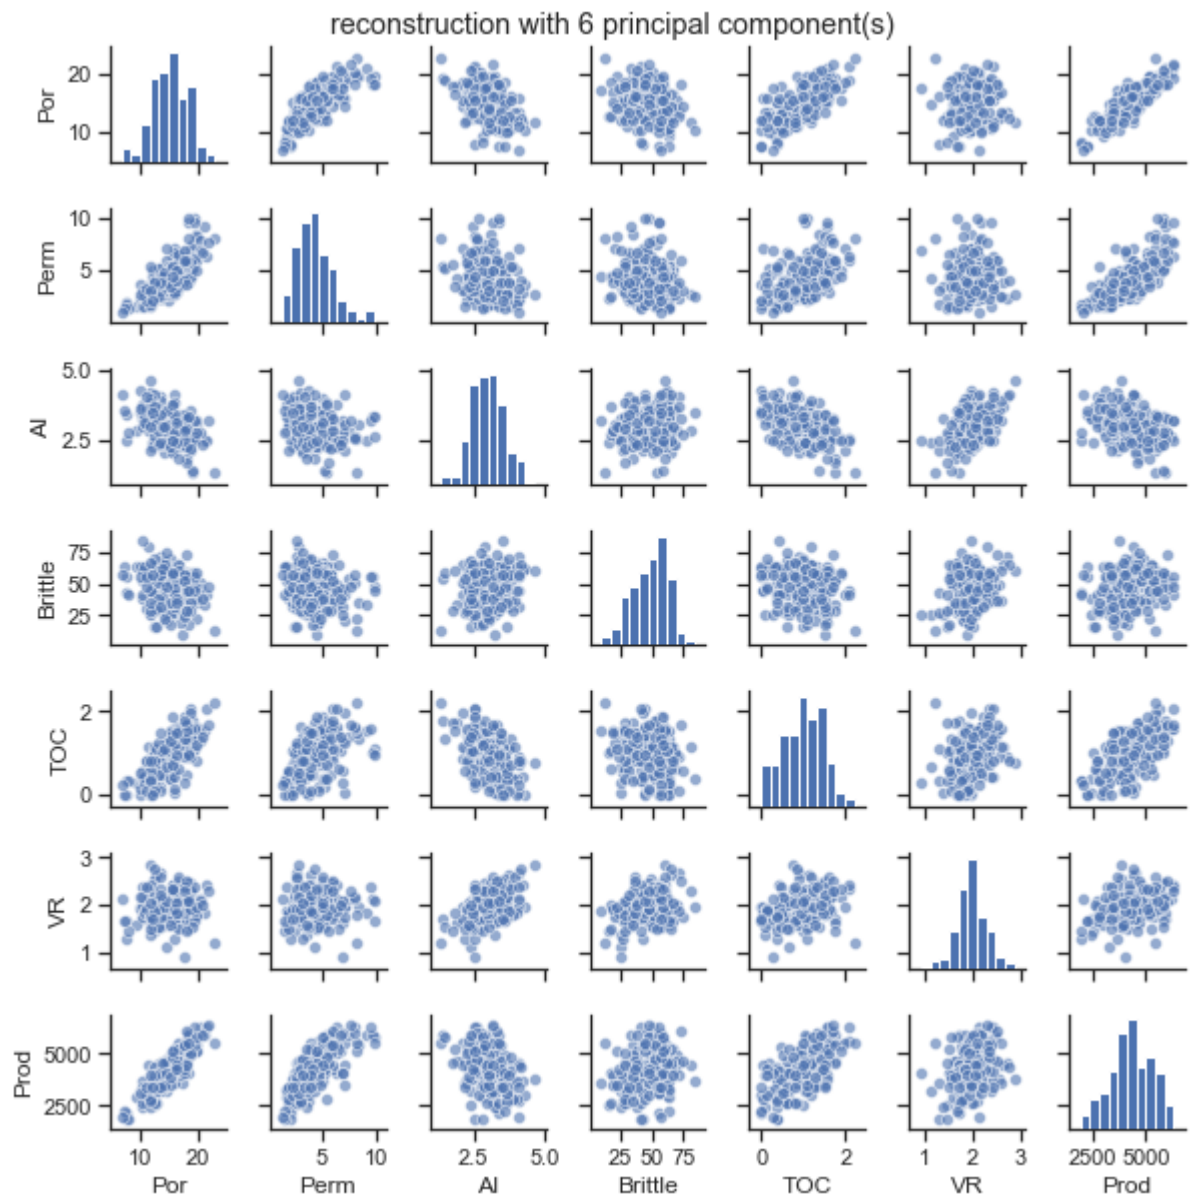 reconstruction with 6 principal component(s)
20
10
Por
10
5
Perm
5.0
2.5
AI
75
50
25
Brittle
2
0
TOC
3
2
1
VR
5000
2500
Prod
10 20 5 10 2.5 5.0 25 50 75 0 2 1 2 3 2500 5000
Por Perm AI Brittle TOC VR Prod